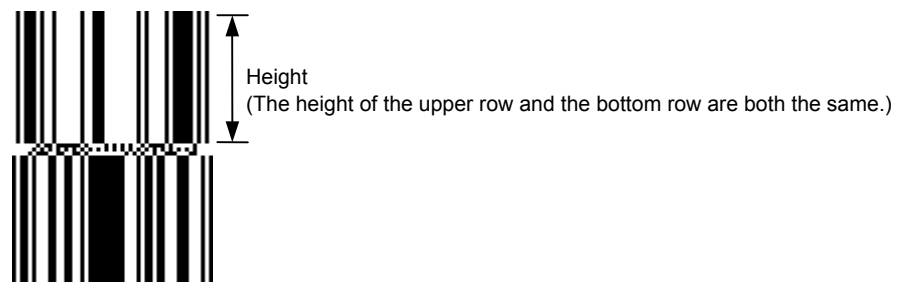 Height
(The height of the upper row and the bottom row are both the same.)